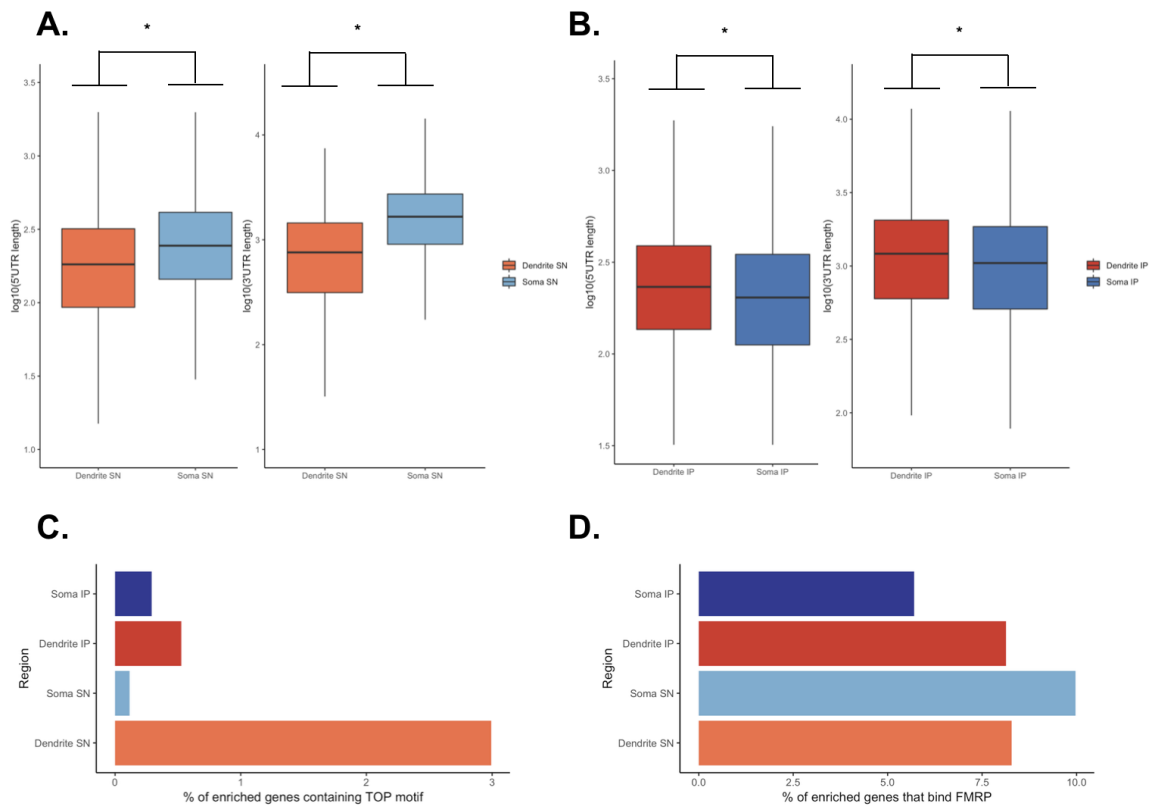 A.
*
*
3.5
3.0
2.5
2.0
1.5
1.0
log10(5'UTR length)
Dendrite SN
Soma SN
4
3
2
1
log10(3'UTR length)
Dendrite SN
Soma SN
Dendrite SN
Soma SN
B.
*
*
3.5
3.0
2.5
2.0
1.5
log10(5'UTR length)
Dendrite IP
Soma IP
4.0
3.5
3.0
2.5
2.0
log10(3'UTR length)
Dendrite IP
Soma IP
Dendrite IP
Soma IP
C.
Region
Soma IP
Dendrite IP
Soma SN
Dendrite SN
0 1 2 3
% of enriched genes containing TOP motif
D.
Region
Soma IP
Dendrite IP
Soma SN
Dendrite SN
0.0 2.5 5.0 7.5 10.0
% of enriched genes that bind FMRP